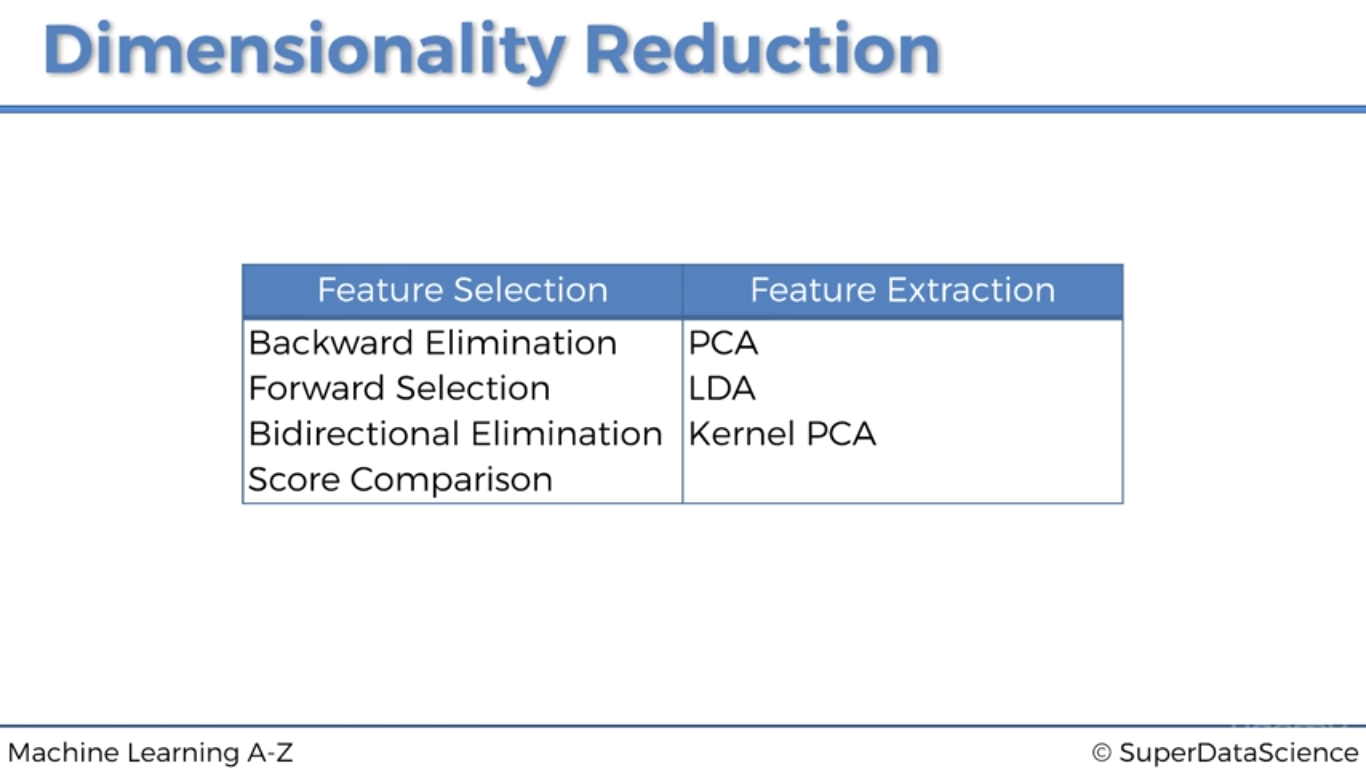 Dimensionality Reduction
Feature Selection Feature Extraction
Backward Elimination PCA
Forward Selection LDA
Bidirectional Elimination Kernel PCA
Score Comparison
Machine Learning A-Z © SuperDataScience